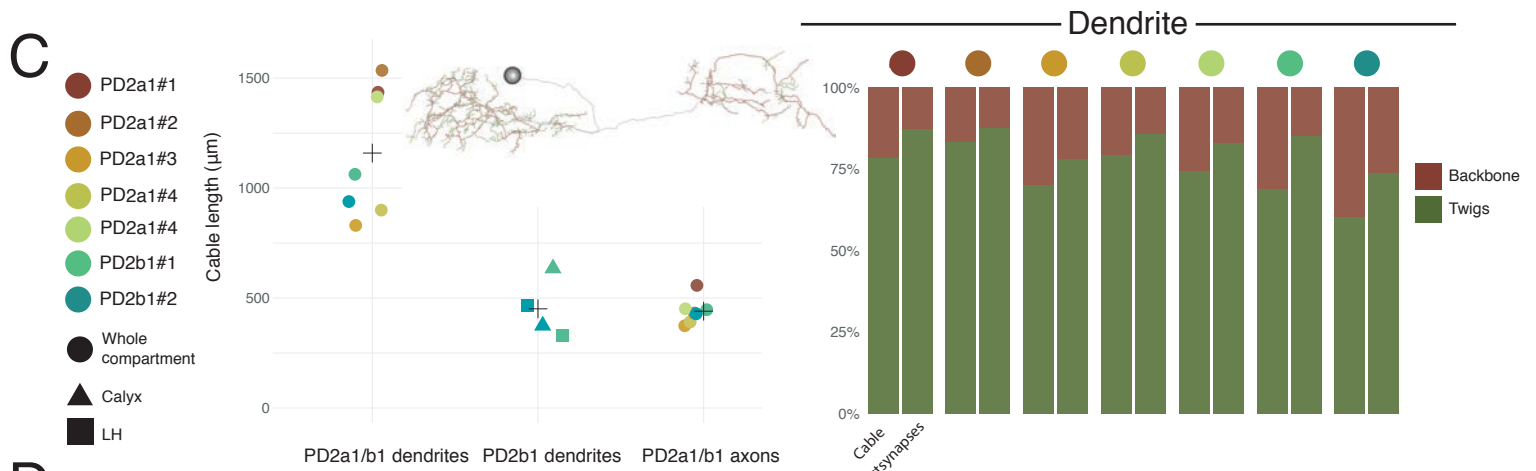 C
PD2a1#1
PD2a1#2
PD2a1#3
PD2a1#4
PD2a1#4
PD2b1#1
PD2b1#2
Whole
compartment
Calyx
LH
Cable length (µm)
1500
1000
500
0
PD2a1/b1 dendrites
PD2b1 dendrites
PD2a1/b1 axons
Dendrite
100%
75%
50%
25%
0%
Cable
Backbone
Twigs